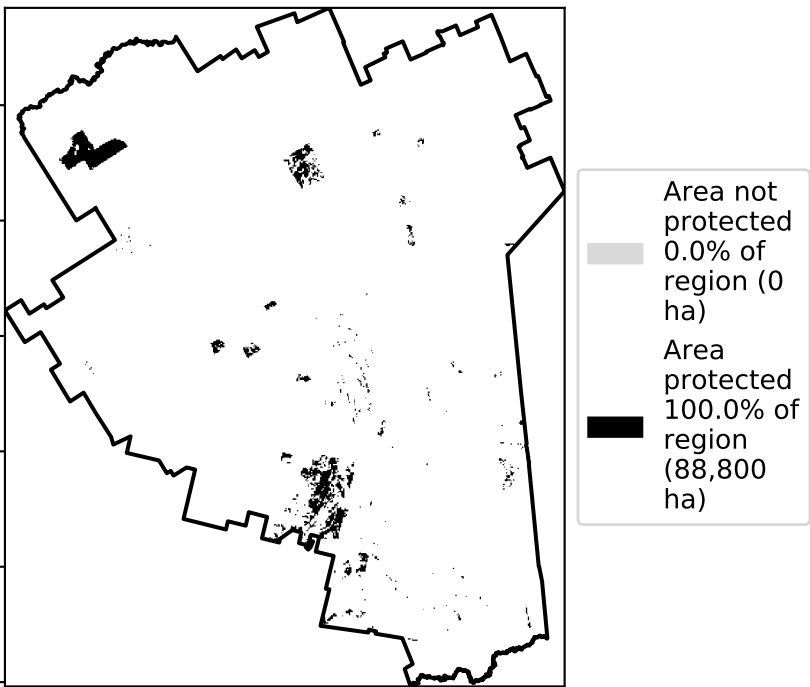 Area not
protected
0.0% of
region (0
ha)
Area
protected
100.0% of
region
(88,800
ha)